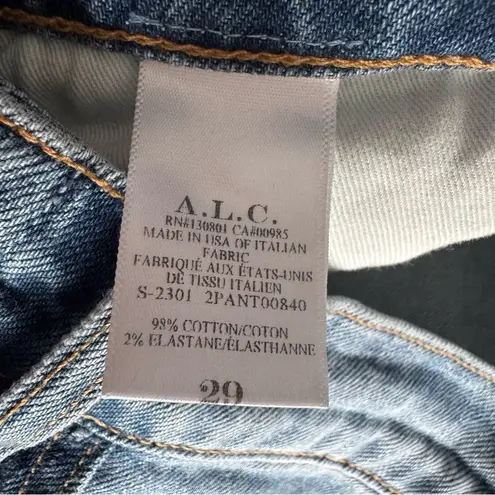 A.L.C.
RN#130801 CA#00985
MADE IN USA OF ITALIAN
FABRIC
FABRIQUÉ AUX ÉTATS-UNIS
DE TISSU ITALIEN
S-2301 2PANT00840
98% COTTON/COTON
2% ELASTANE/ÉLASTHANNE
29